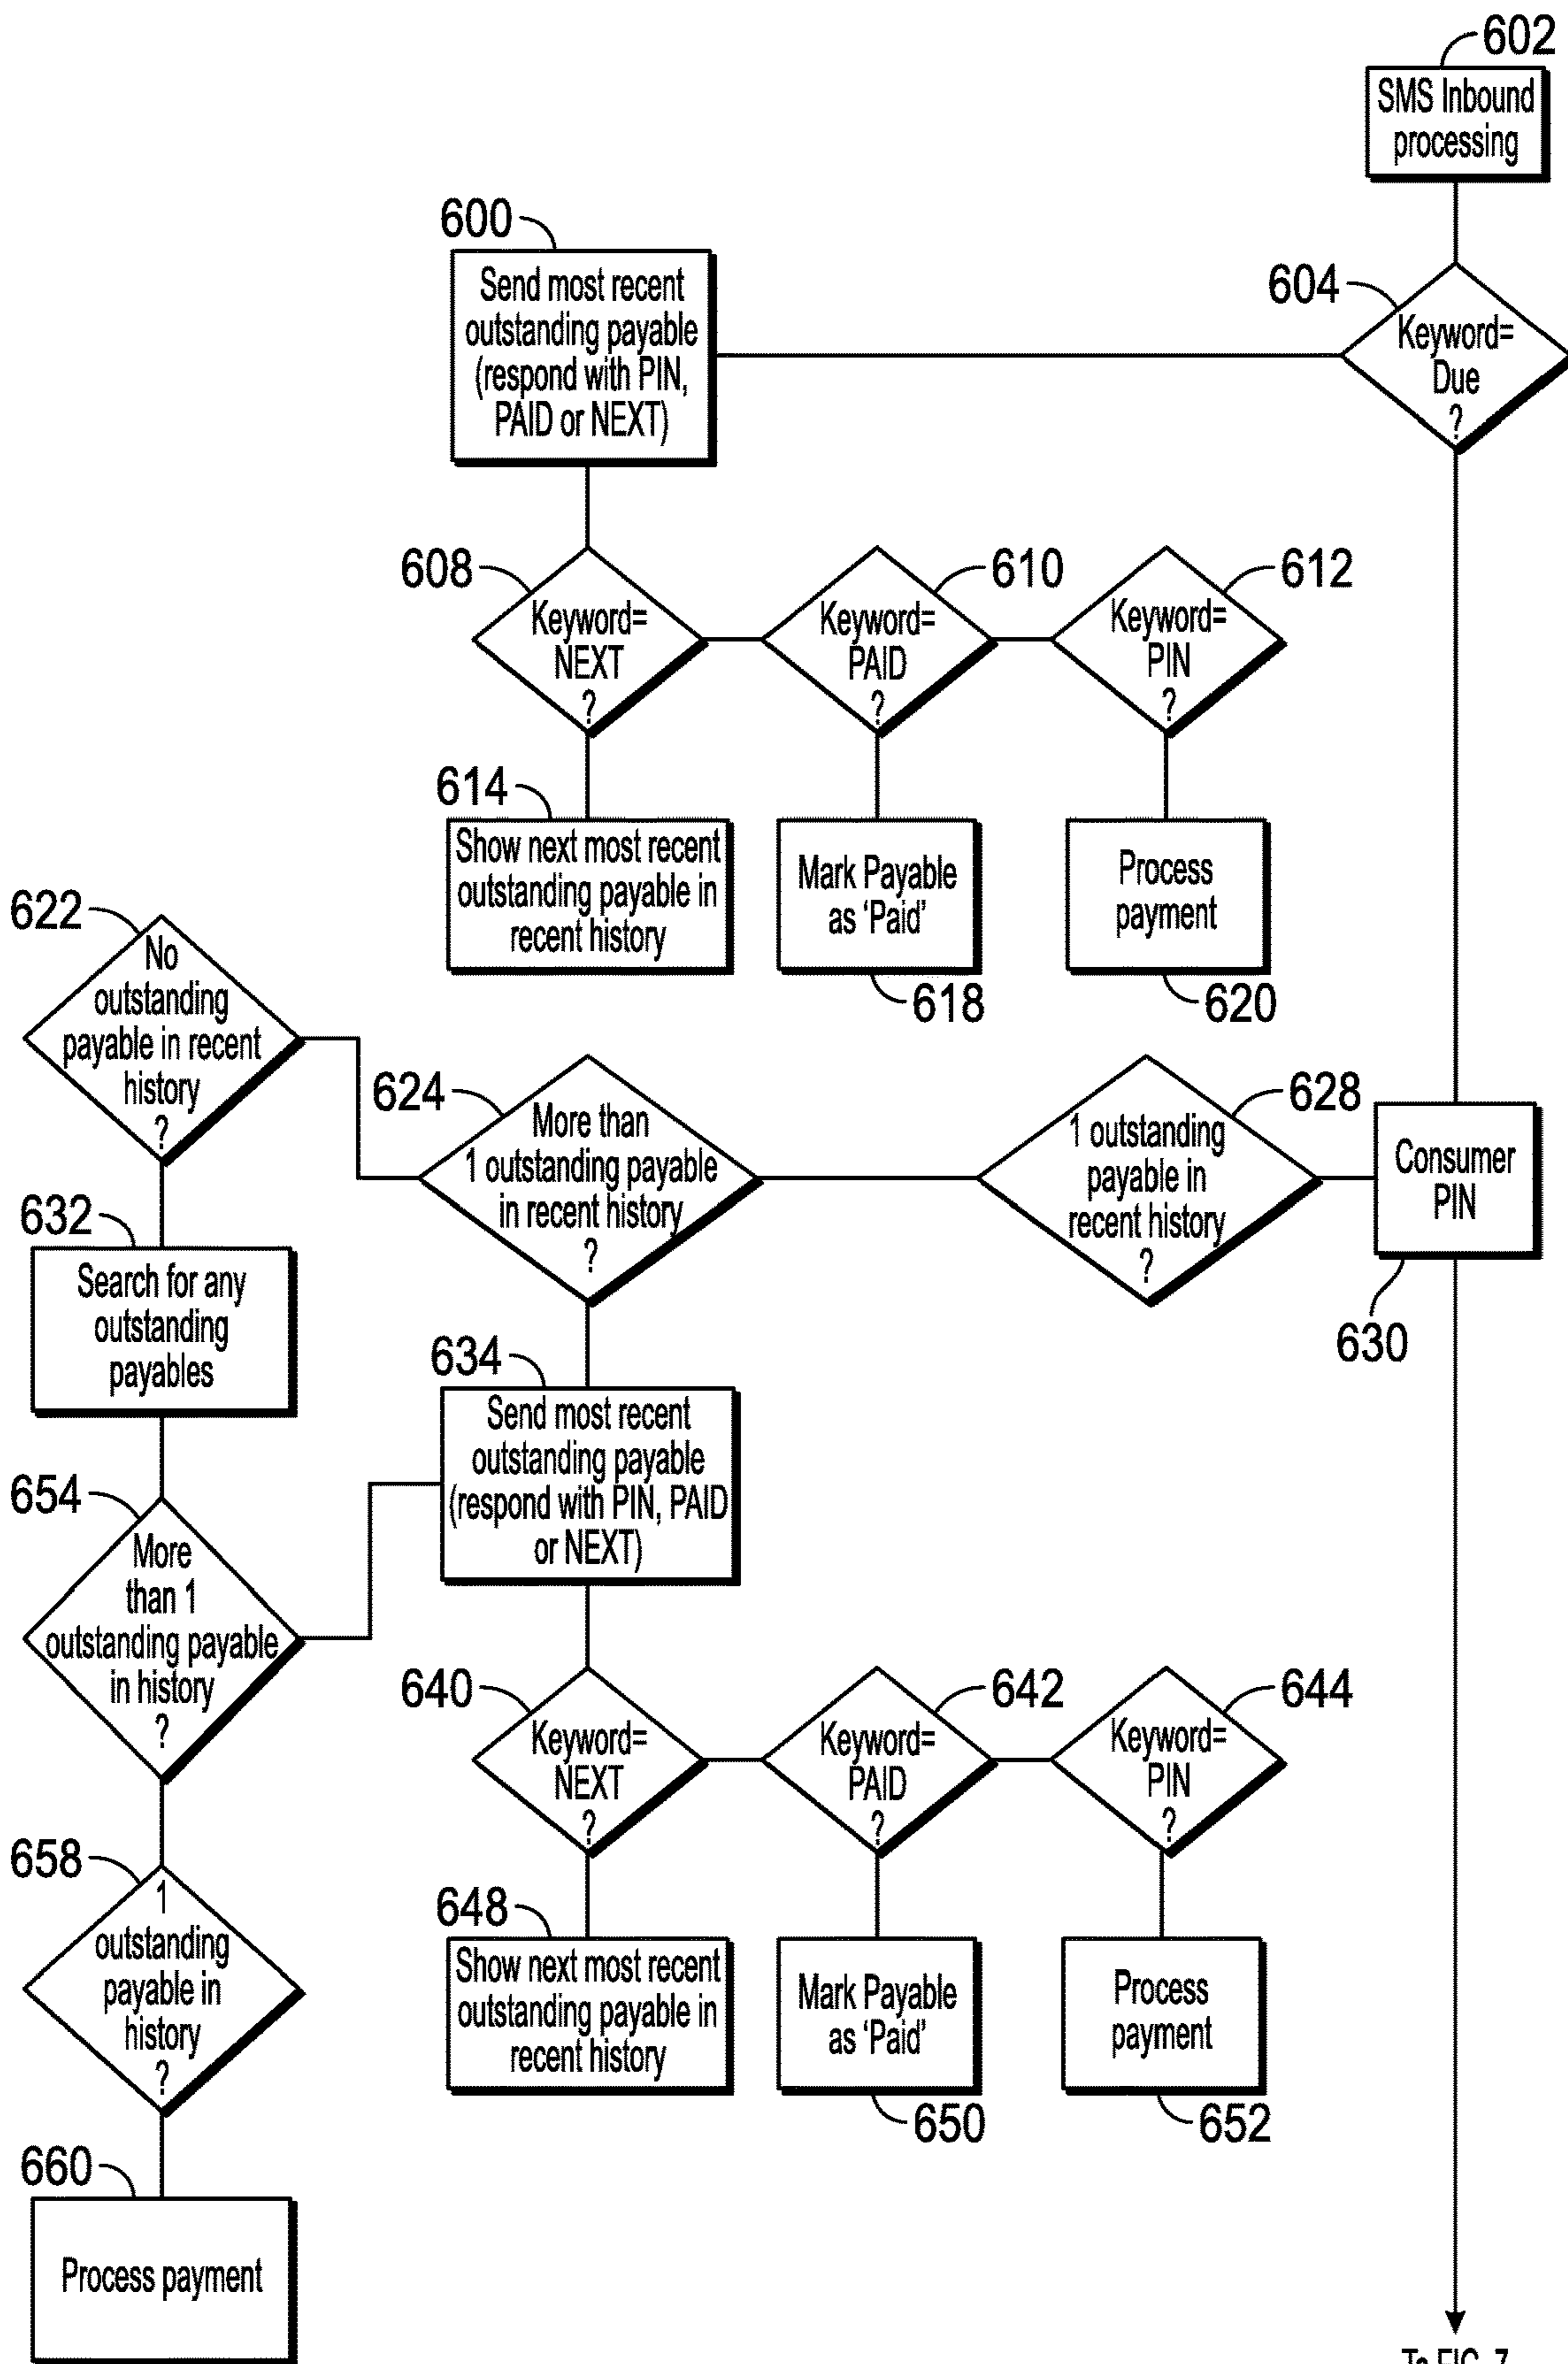 602
SMS Inbound
processing
600
Send most recent
outstanding payable
(respond with PIN,
PAID or NEXT)
604
Keyword=
Due
?
608
Keyword=
NEXT
?
610
Keyword=
PAID
?
612
Keyword=
PIN
?
614
Show next most recent
outstanding payable in
recent history
Mark Payable
as ‘Paid’
618
Process
payment
620
622
No
outstanding
payable in recent
history
?
624
More than
1 outstanding payable
in recent history
?
628
1 outstanding
payable in
recent history
?
Consumer
PIN
630
632
Search for any
outstanding
payables
634
Send most recent
outstanding payable
(respond with PIN, PAID
or NEXT)
654
More
than 1
outstanding payable
in history
?
640
Keyword=
NEXT
?
642
Keyword=
PAID
?
644
Keyword=
PIN
?
648
Show next most recent
outstanding payable in
recent history
Mark Payable
as ‘Paid’
650
Process
payment
652
658
1
outstanding
payable in
history
?
660
Process payment
To FIG. 7